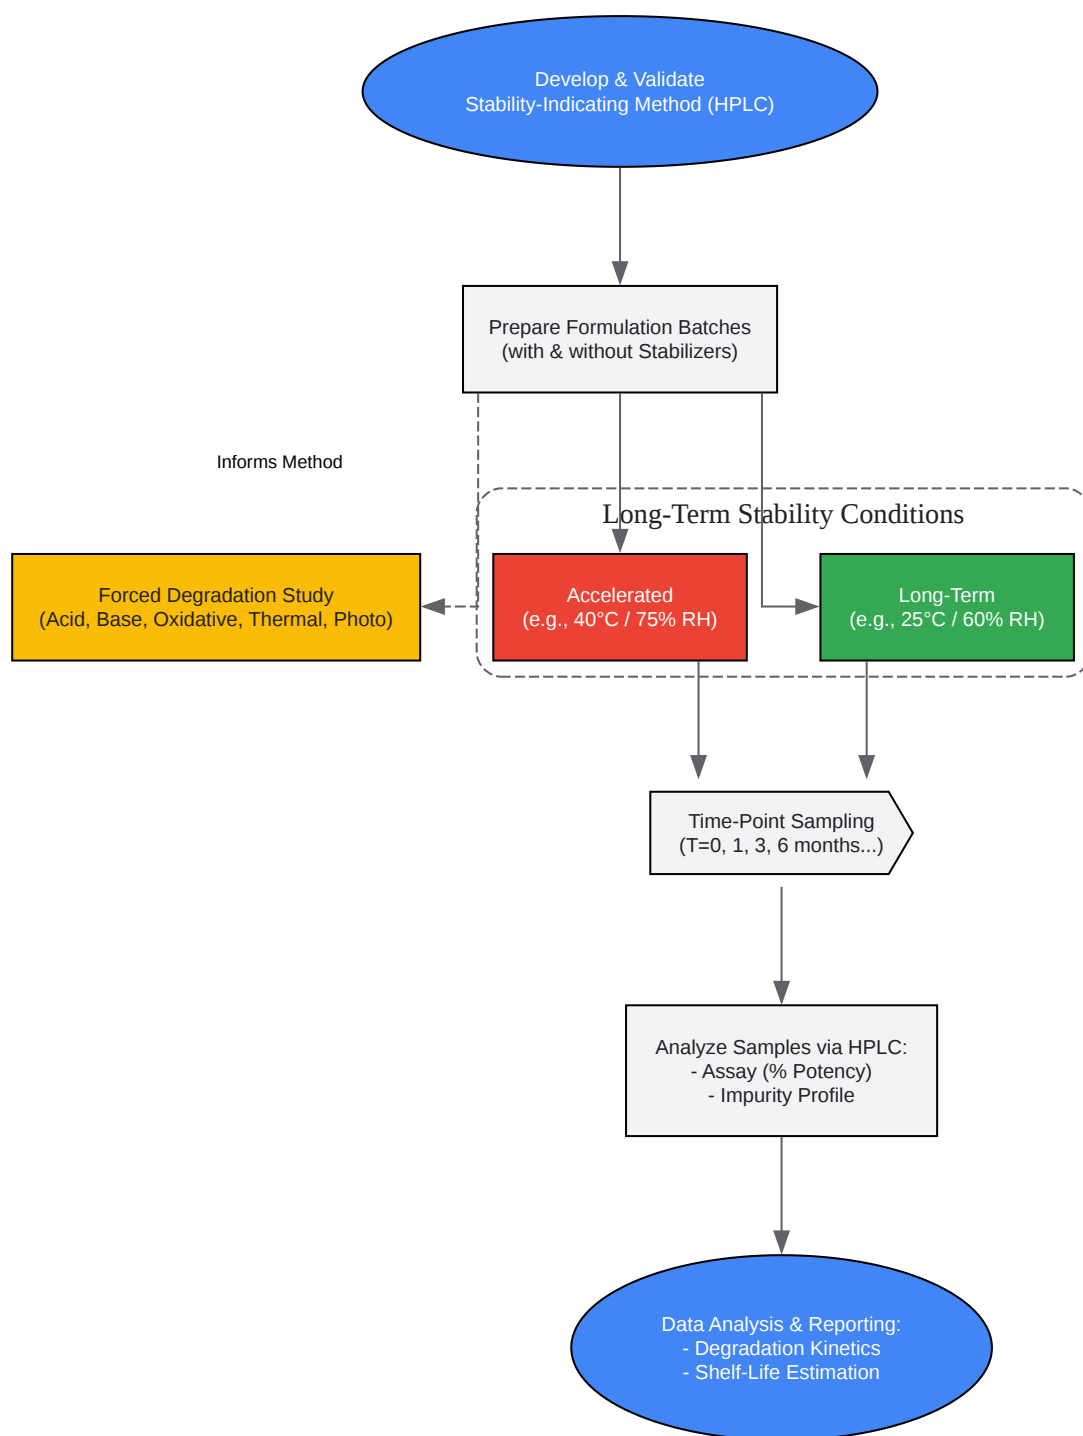 Develop & Validate
Stability-Indicating Method (HPLC)
Prepare Formulation Batches
(with & without Stabilizers)
Informs Method
Long-Term Stability Conditions
Forced Degradation Study
(Acid, Base, Oxidative, Thermal, Photo)
Accelerated
(e.g., 40°C / 75% RH)
Long-Term
(e.g., 25°C / 60% RH)
Time-Point Sampling
(T=0, 1, 3, 6 months...)
Analyze Samples via HPLC:
- Assay (% Potency)
- Impurity Profile
Data Analysis & Reporting:
- Degradation Kinetics
- Shelf-Life Estimation